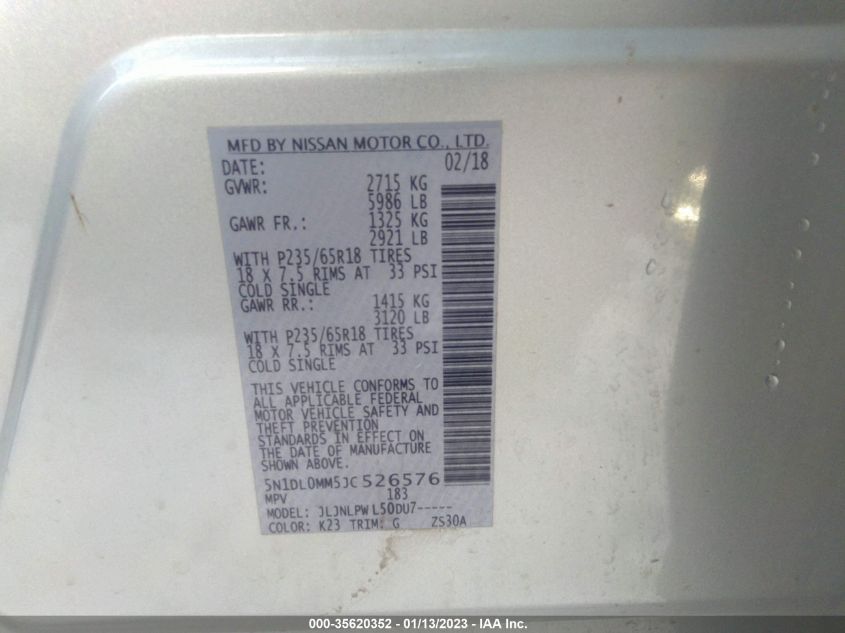 MFD BY NISSAN MOTOR CO., LTD.
DATE: 02/18
GVWR: 2715 KG
5986 LB
GAWR FR.: 1325 KG
2921 LB
WITH P235/65R18 TIRES
18 X 7.5 RIMS AT 33 PSI
COLD SINGLE
GAWR RR.: 1415 KG
3120 LB
WITH P235/65R18 TIRES
18 X 7.5 RIMS AT 33 PSI
COLD SINGLE
THIS VEHICLE CONFORMS TO
ALL APPLICABLE FEDERAL
MOTOR VEHICLE SAFETY AND
THEFT PREVENTION
STANDARDS IN EFFECT ON
THE DATE OF MANUFACTURE
SHOWN ABOVE.
5N1DL0MM5JC526576
MPV 183
MODEL: JLJNLPWL50DU7-----
COLOR: K23 TRIM: G ZS30A
000-35620352 - 01/13/2023 - IAA Inc.